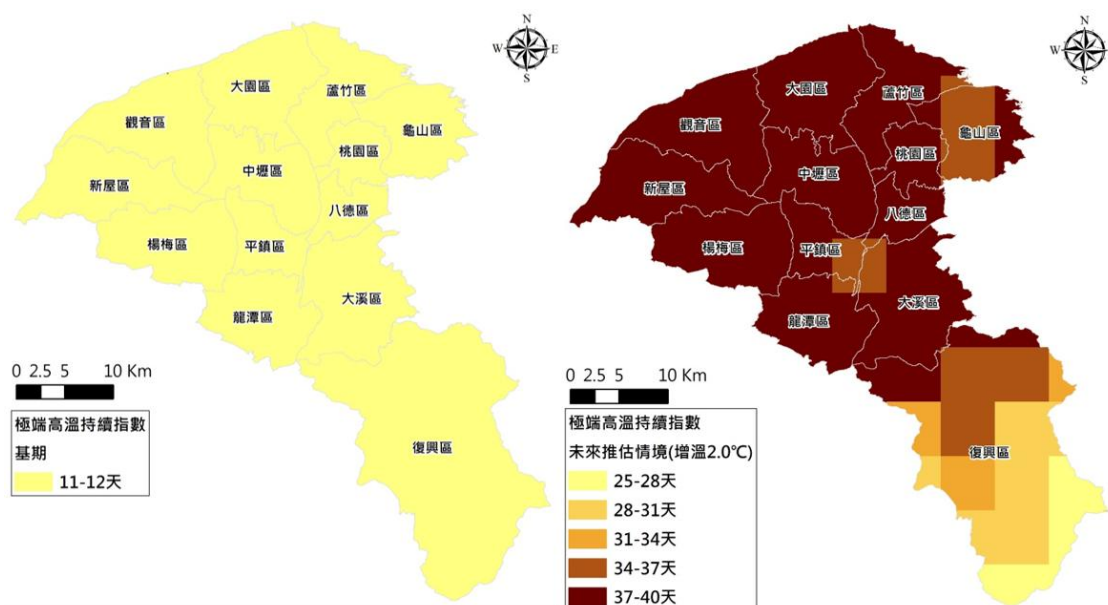 N
W E
S
大園區
蘆竹區
觀音區
龜山區
桃園區
中壢區
新屋區
八德區
楊梅區
平鎮區
大溪區
龍潭區
0 2.5 5 10 Km
極端高溫持續指數
基期
11-12天
復興區
N
W E
S
大園區
蘆竹區
觀音區
龜山區
桃園區
中壢區
新屋區
八德區
楊梅區
平鎮區
大溪區
龍潭區
0 2.5 5 10 Km
極端高溫持續指數
未來推估情境(增溫2.0℃)
25-28天
28-31天
31-34天
34-37天
37-40天
復興區